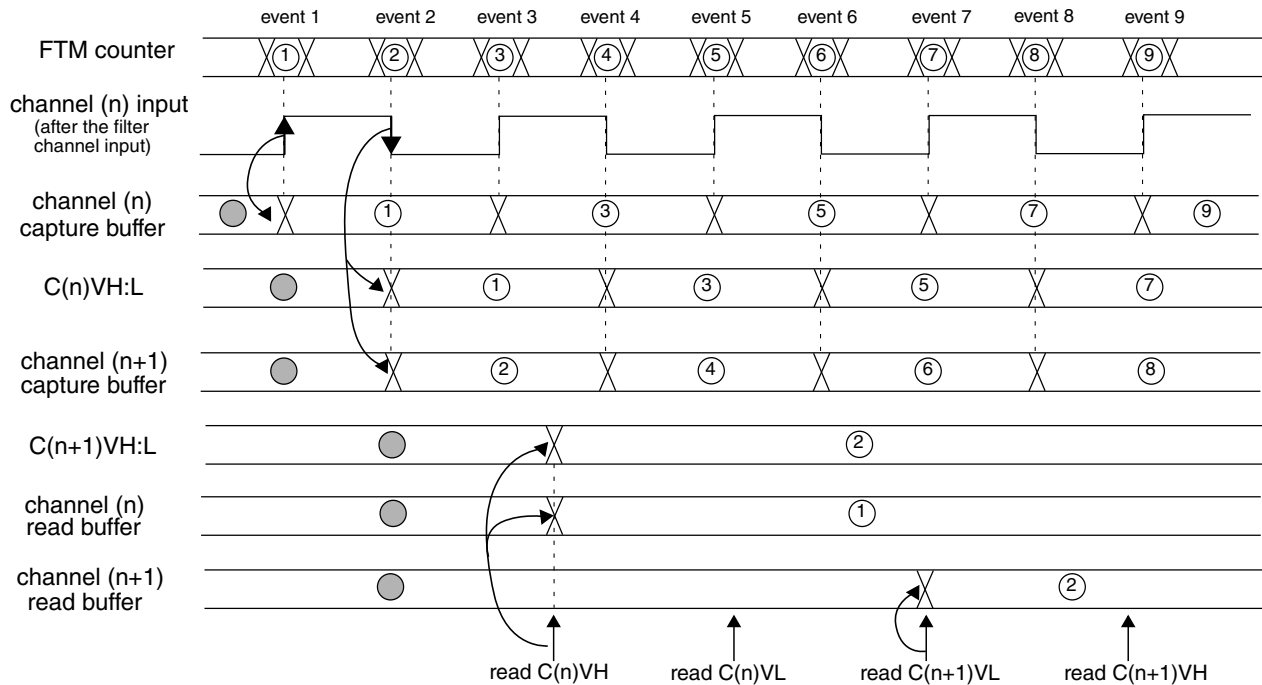 event 1 event 2 event 3 event 4 event 5 event 6 event 7 event 8 event 9
FTM counter 1 2 3 4 5 6 7 8 9
channel (n) input
(after the filter
channel input)
channel (n)
capture buffer
1 3 5 7 9
C(n)VH:L 1 3 5 7
channel (n+1)
capture buffer
2 4 6 8
C(n+1)VH:L 2
channel (n)
read buffer
1
channel (n+1)
read buffer
2
read C(n)VH read C(n)VL read C(n+1)VL read C(n+1)VH